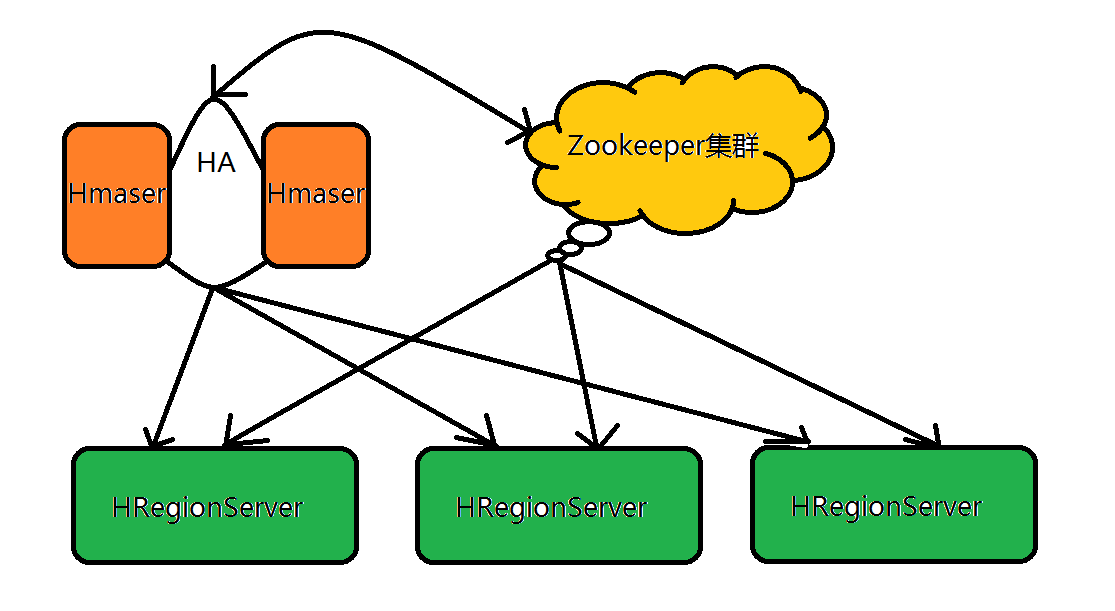 HA
Zookeeper集群
Hmaser
Hmaser
HRegionServer
HRegionServer
HRegionServer